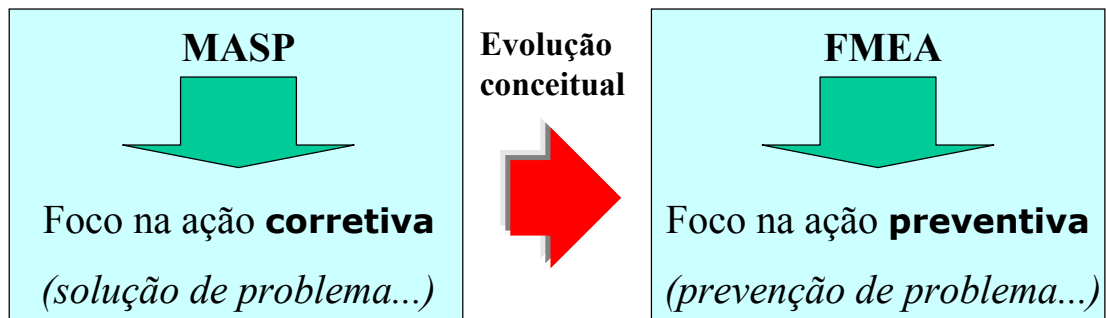 MASP
Foco na ação corretiva
(solução de problema...)
Evolução
conceitual
FMEA
Foco na ação preventiva
(prevenção de problema...)